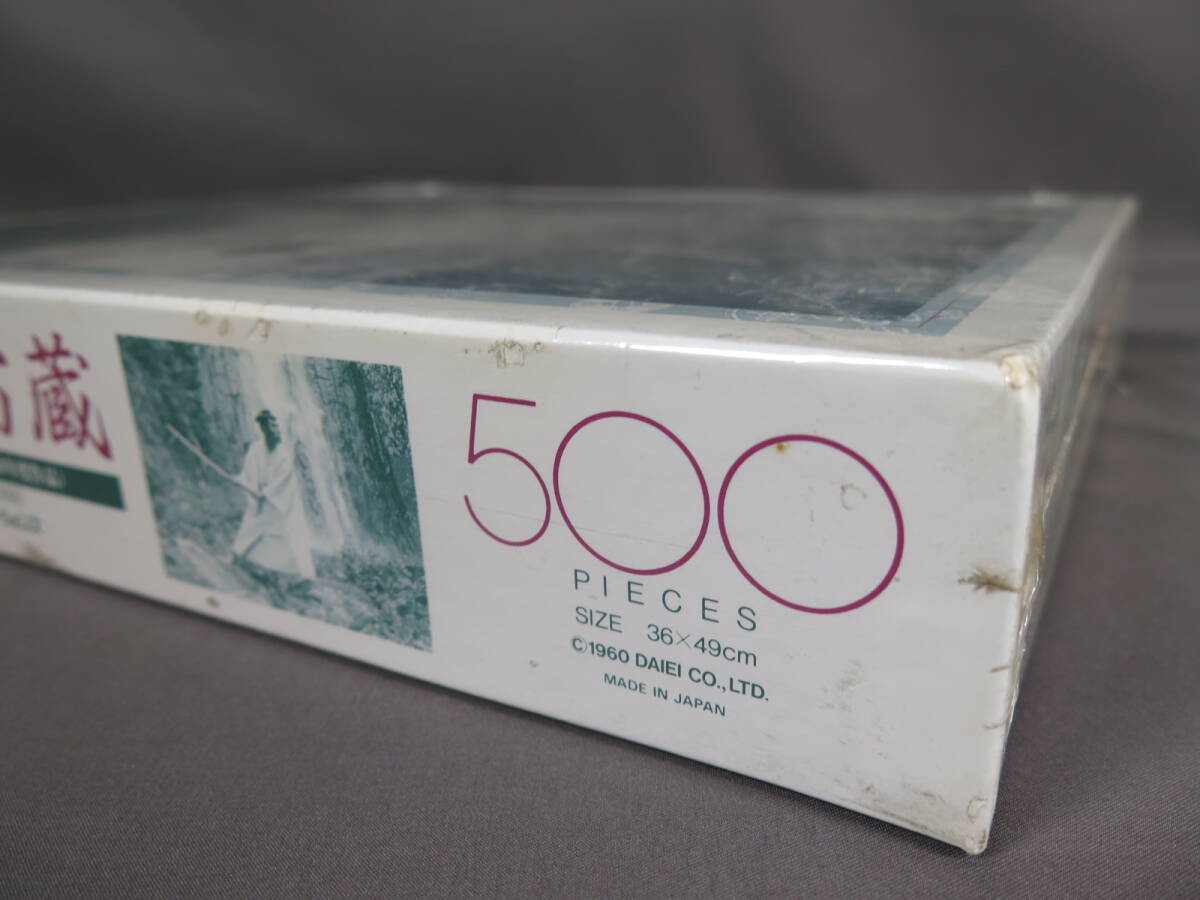 蔵
500
PIECES
SIZE 36×49cm
©1960 DAIEI CO.,LTD.
MADE IN JAPAN